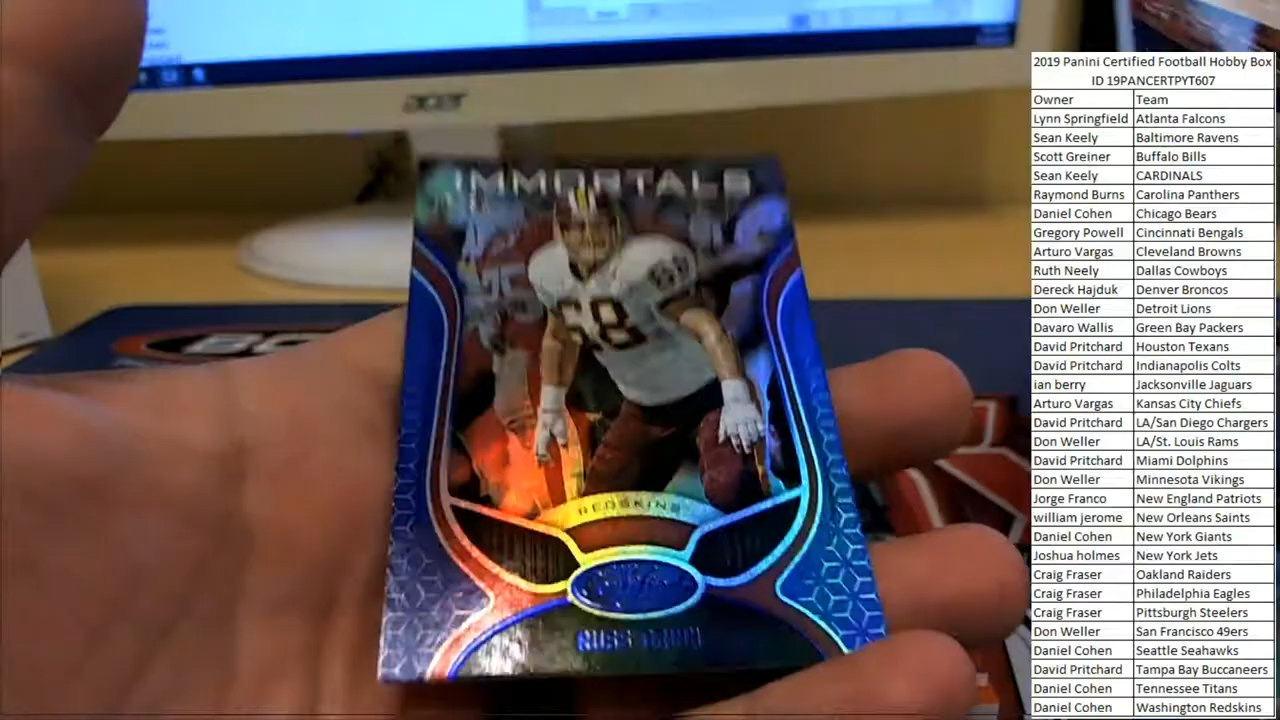 acer
IMMORTALS
68
68
REDSKINS
RUSS GRIMM
2019 Panini Certified Football Hobby Box
ID 19PANCERTPYT607
Owner Team
Lynn Springfield Atlanta Falcons
Sean Keely Baltimore Ravens
Scott Greiner Buffalo Bills
Sean Keely CARDINALS
Raymond Burns Carolina Panthers
Daniel Cohen Chicago Bears
Gregory Powell Cincinnati Bengals
Arturo Vargas Cleveland Browns
Ruth Neely Dallas Cowboys
Dereck Hajduk Denver Broncos
Don Weller Detroit Lions
Davaro Wallis Green Bay Packers
David Pritchard Houston Texans
David Pritchard Indianapolis Colts
ian berry Jacksonville Jaguars
Arturo Vargas Kansas City Chiefs
David Pritchard LA/San Diego Chargers
Don Weller LA/St. Louis Rams
David Pritchard Miami Dolphins
Don Weller Minnesota Vikings
Jorge Franco New England Patriots
william jerome New Orleans Saints
Daniel Cohen New York Giants
Joshua holmes New York Jets
Craig Fraser Oakland Raiders
Craig Fraser Philadelphia Eagles
Craig Fraser Pittsburgh Steelers
Don Weller San Francisco 49ers
Daniel Cohen Seattle Seahawks
David Pritchard Tampa Bay Buccaneers
Daniel Cohen Tennessee Titans
Daniel Cohen Washington Redskins